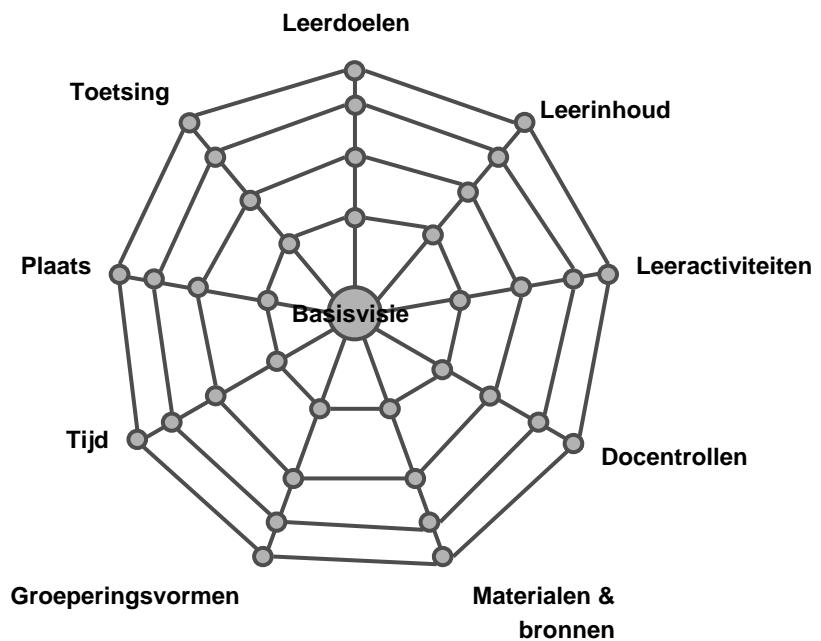 Leerdoelen
Toetsing
Leerinhoud
Plaats
Leeractiviteiten
Basisvisie
Tijd
Docentrollen
Groeperingsvormen
Materialen &
bronnen